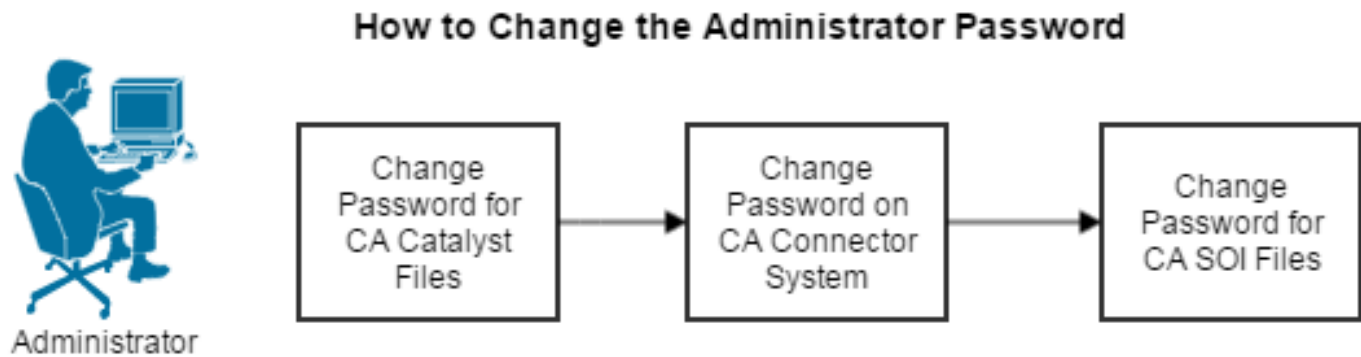 How to Change the Administrator Password
Change
Password for
CA Catalyst
Files
Change
Password on
CA Connector
System
Change
Password for
CA SOI Files
Administrator